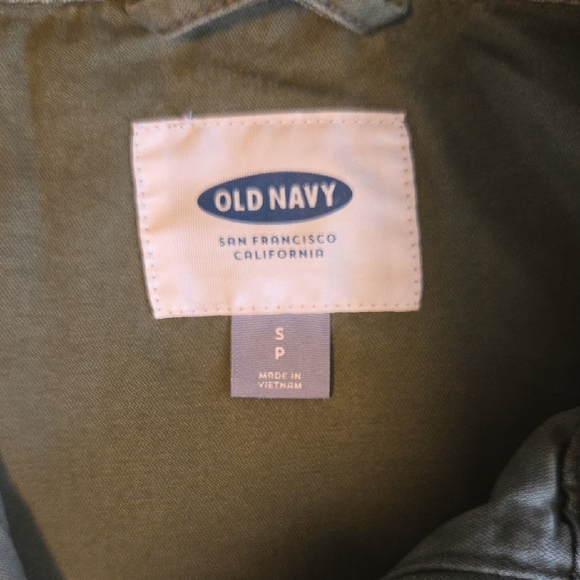 OLD NAVY
SAN FRANCISCO
CALIFORNIA
S
P
MADE IN
VIETNAM